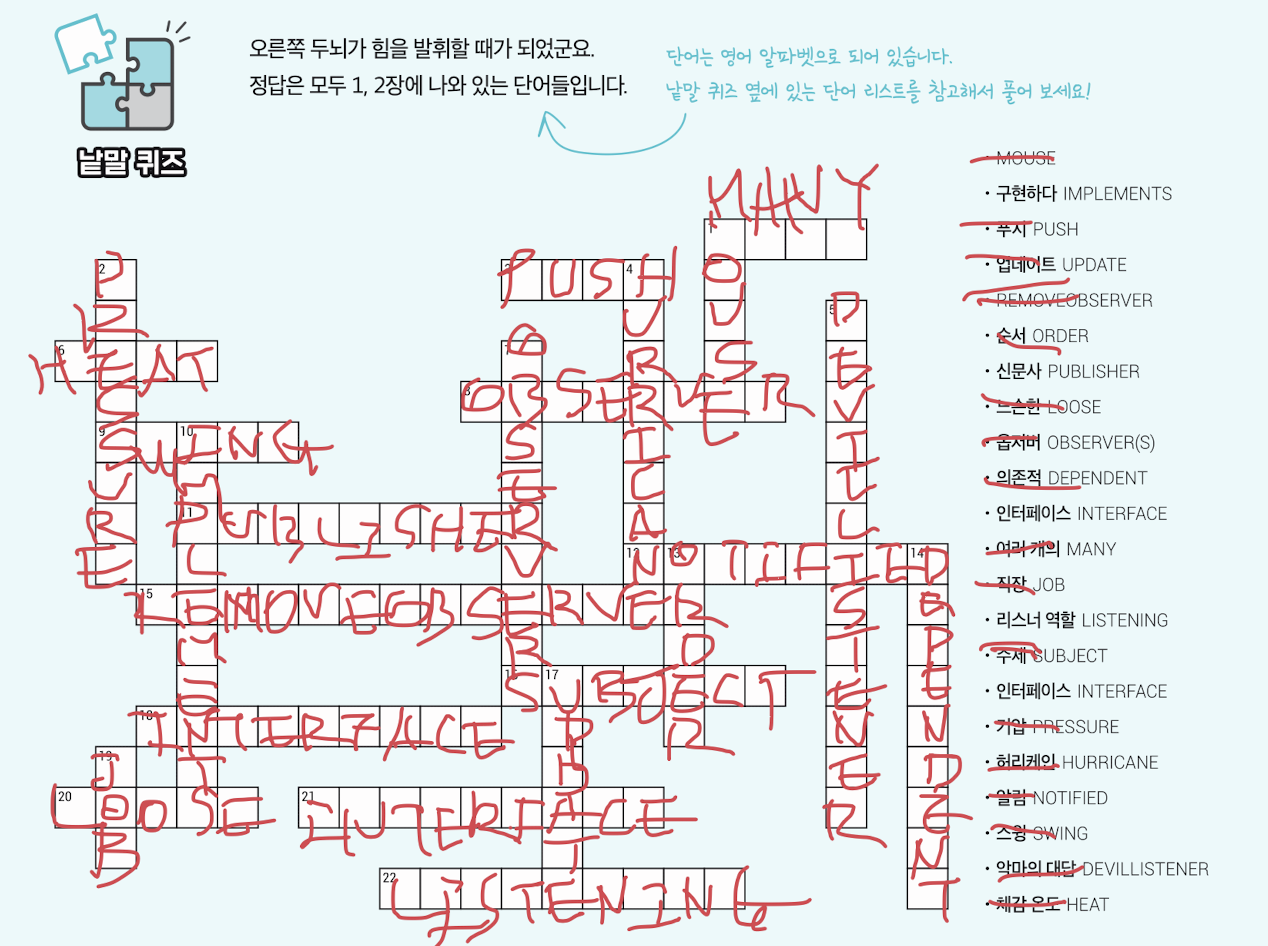 오른쪽 두뇌가 힘을 발휘할 때가 되었군요.
정답은 모두 1, 2장에 나와 있는 단어들입니다.
단어는 영어 알파벳으로 되어 있습니다.
낱말 퀴즈 옆에 있는 단어 리스트를 참고해서 풀어 보세요!
낱말 퀴즈
1 MANY
MOUSE
2 PRESSURE
3 PUSH
4 HURRICANE
5 DEVILLISTENER
6 HEAT
7 OBSERVERS
8 OBSERVER
9 SWING
10 IMPLEMENTS
11 PUBLISHER
12 NOTIFIED
13 ORDER
14 DEPENDENT
15 REMOVEOBSERVER
16 SUBJECT
17 UPDATE
18 INTERFACE
19 JOB
20 LOOSE
21 INTERFACE
22 LISTENING
· MOUSE
· 구현하다 IMPLEMENTS
· 푸시 PUSH
· 업데이트 UPDATE
· REMOVEOBSERVER
· 순서 ORDER
· 신문사 PUBLISHER
· 느슨한 LOOSE
· 옵저버 OBSERVER(S)
· 의존적 DEPENDENT
· 인터페이스 INTERFACE
· 여러 개의 MANY
· 직장 JOB
· 리스너 역할 LISTENING
· 주제 SUBJECT
· 인터페이스 INTERFACE
· 기압 PRESSURE
· 허리케인 HURRICANE
· 알림 NOTIFIED
· 스윙 SWING
· 악마의 대답 DEVILLISTENER
· 체감 온도 HEAT